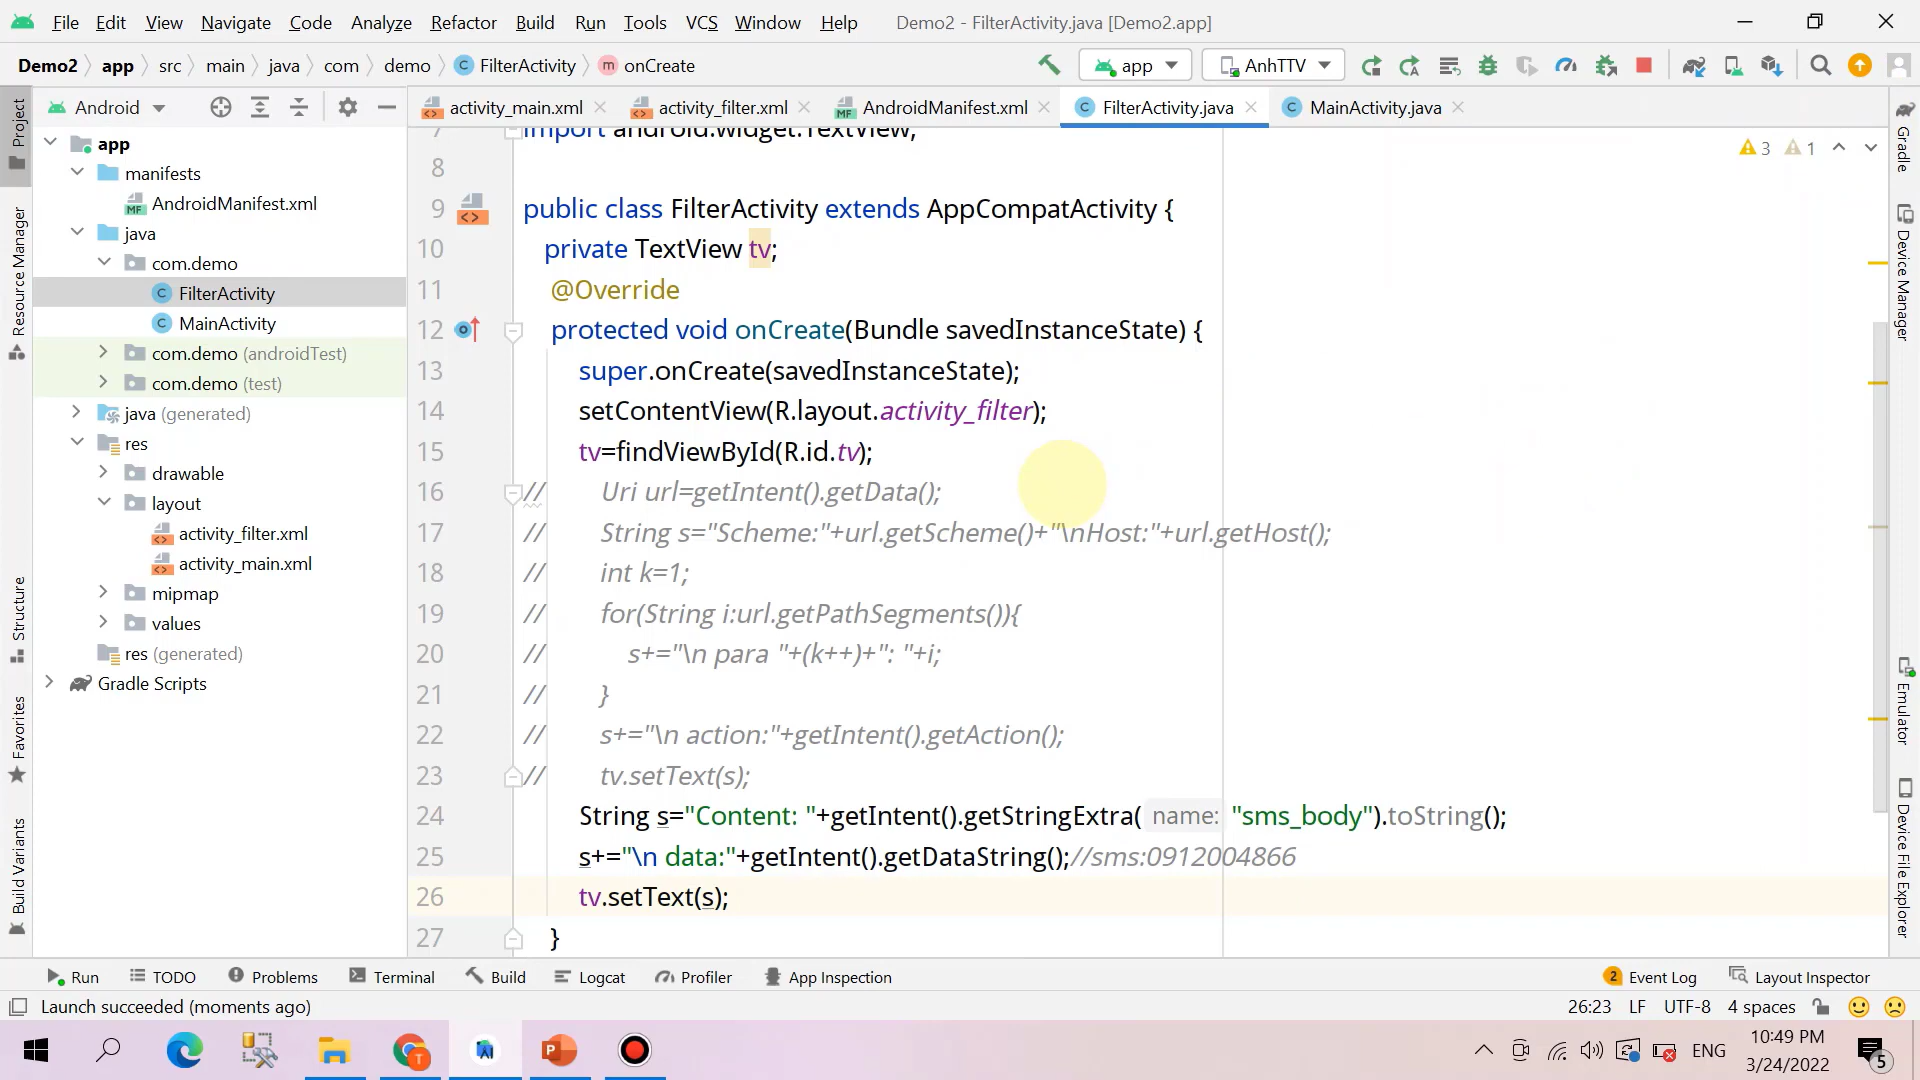 File Edit View Navigate Code Analyze Refactor Build Run Tools VCS Window Help Demo2 - FilterActivity.java [Demo2.app]
Demo2 app src main java com demo FilterActivity onCreate app AnhTTV
Android activity_main.xml activity_filter.xml AndroidManifest.xml FilterActivity.java MainActivity.java
Project
Resource Manager
Structure
Favorites
Build Variants
app
manifests
AndroidManifest.xml
java
com.demo
FilterActivity
MainActivity
com.demo (androidTest)
com.demo (test)
java (generated)
res
drawable
layout
activity_filter.xml
activity_main.xml
mipmap
values
res (generated)
Gradle Scripts
3 1
7 import android.widget.TextView;
8
9 public class FilterActivity extends AppCompatActivity {
10 private TextView tv;
11 @Override
12 protected void onCreate(Bundle savedInstanceState) {
13 super.onCreate(savedInstanceState);
14 setContentView(R.layout.activity_filter);
15 tv=findViewById(R.id.tv);
16 // Uri url=getIntent().getData();
17 // String s="Scheme:"+url.getScheme()+"\nHost:"+url.getHost();
18 // int k=1;
19 // for(String i:url.getPathSegments()){
20 // s+="\n para "+(k++)+": "+i;
21 // }
22 // s+="\n action:"+getIntent().getAction();
23 // tv.setText(s);
24 String s="Content: "+getIntent().getStringExtra( name: "sms_body").toString();
25 s+="\n data:"+getIntent().getDataString();//sms:0912004866
26 tv.setText(s);
27 }
Gradle
Device Manager
Emulator
Device File Explorer
Run TODO Problems Terminal Build Logcat Profiler App Inspection 2 Event Log Layout Inspector
Launch succeeded (moments ago) 26:23 LF UTF-8 4 spaces
ENG 10:49 PM
3/24/2022 5